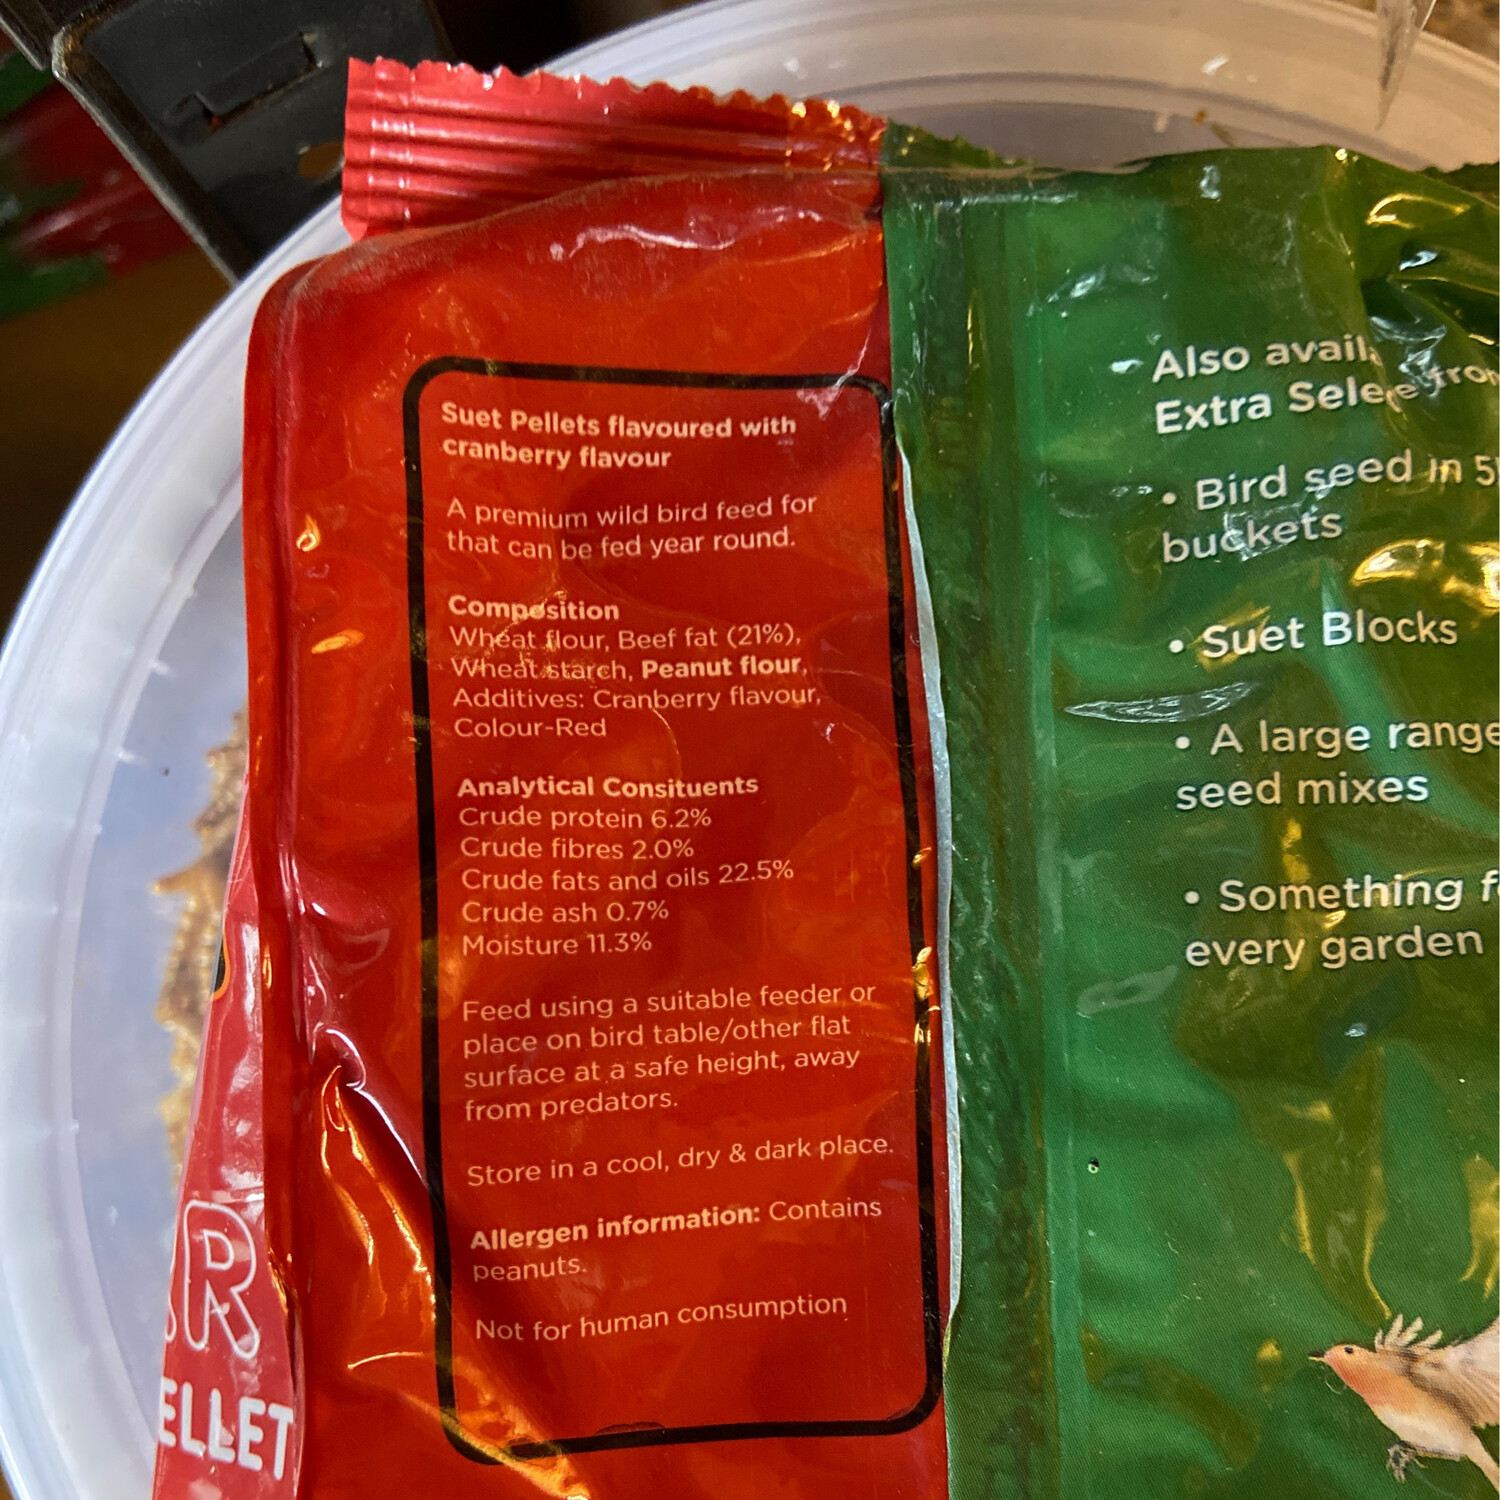 Suet Pellets flavoured with
cranberry flavour
A premium wild bird feed for
that can be fed year round.
Composition
Wheat flour, Beef fat (21%),
Wheat starch, Peanut flour,
Additives: Cranberry flavour,
Colour-Red
Analytical Consituents
Crude protein 6.2%
Crude fibres 2.0%
Crude fats and oils 22.5%
Crude ash 0.7%
Moisture 11.3%
Feed using a suitable feeder or
place on bird table/other flat
surface at a safe height, away
from predators.
Store in a cool, dry & dark place.
Allergen information: Contains
peanuts.
Not for human consumption
Also
Extra
• Bird seed in
buckets
• Suet Blocks
• A large range
seed mixes
• Something
every garden
R
ELLET